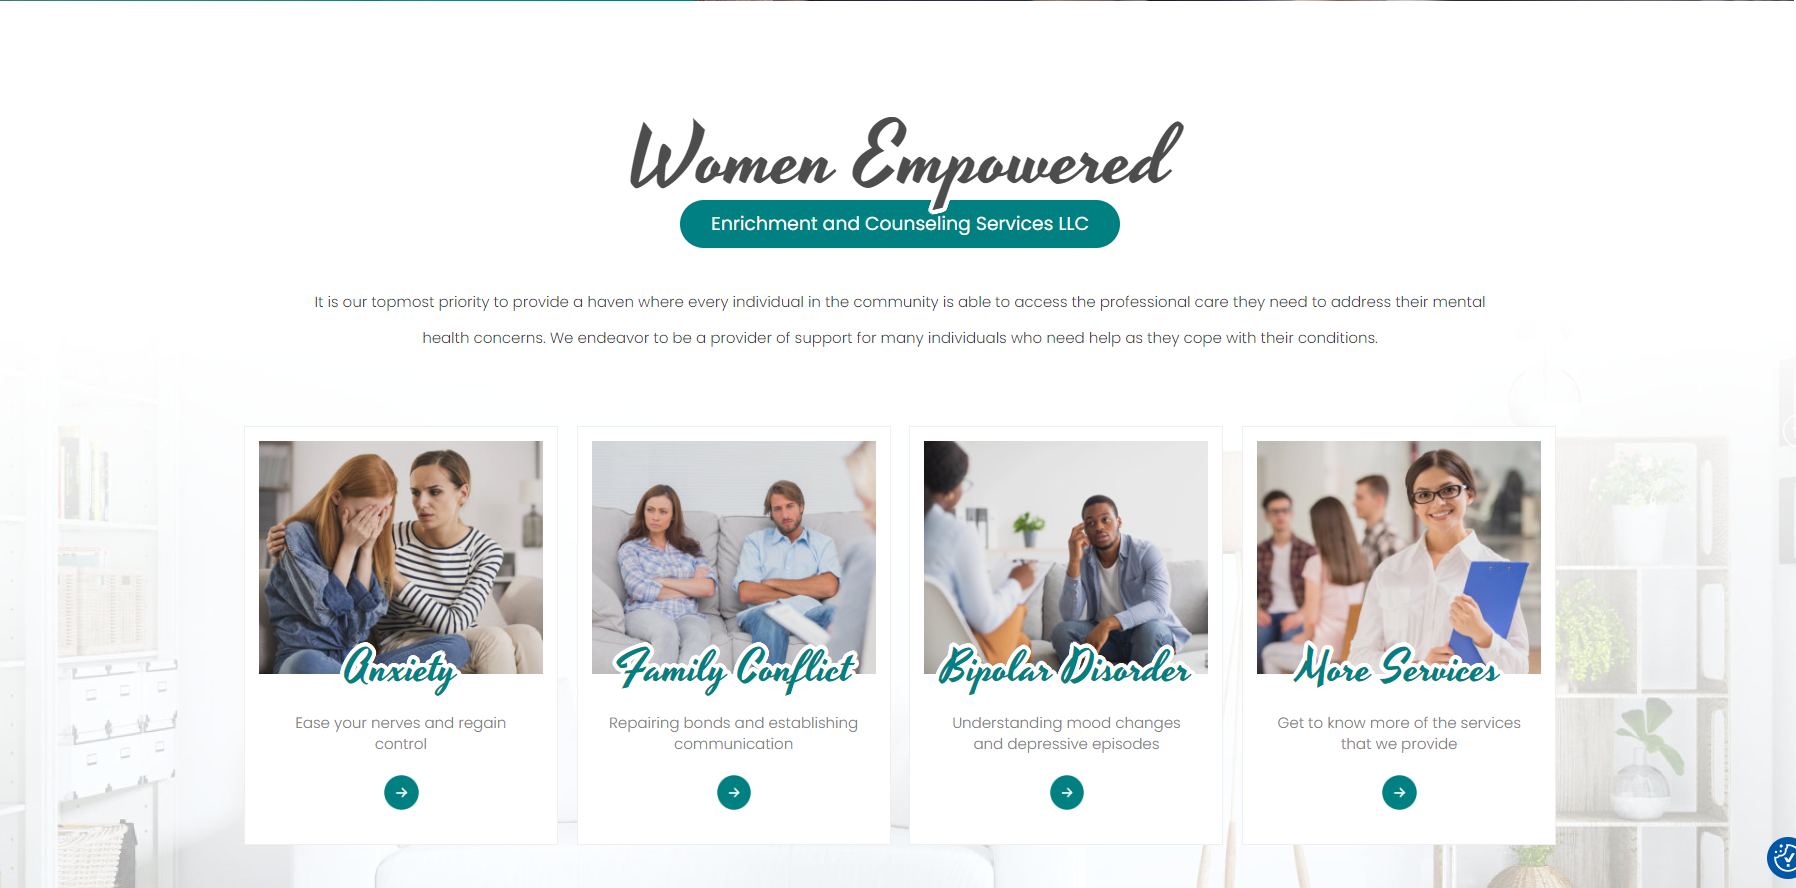 Women Empowered
Enrichment and Counseling Services LLC
It is our topmost priority to provide a haven where every individual in the community is able to access the professional care they need to address their mental
health concerns. We endeavor to be a provider of support for many individuals who need help as they cope with their conditions.
Anxiety
Ease your nerves and regain
control
Family Conflict
Repairing bonds and establishing
communication
Bipolar Disorder
Understanding mood changes
and depressive episodes
More Services
Get to know more of the services
that we provide